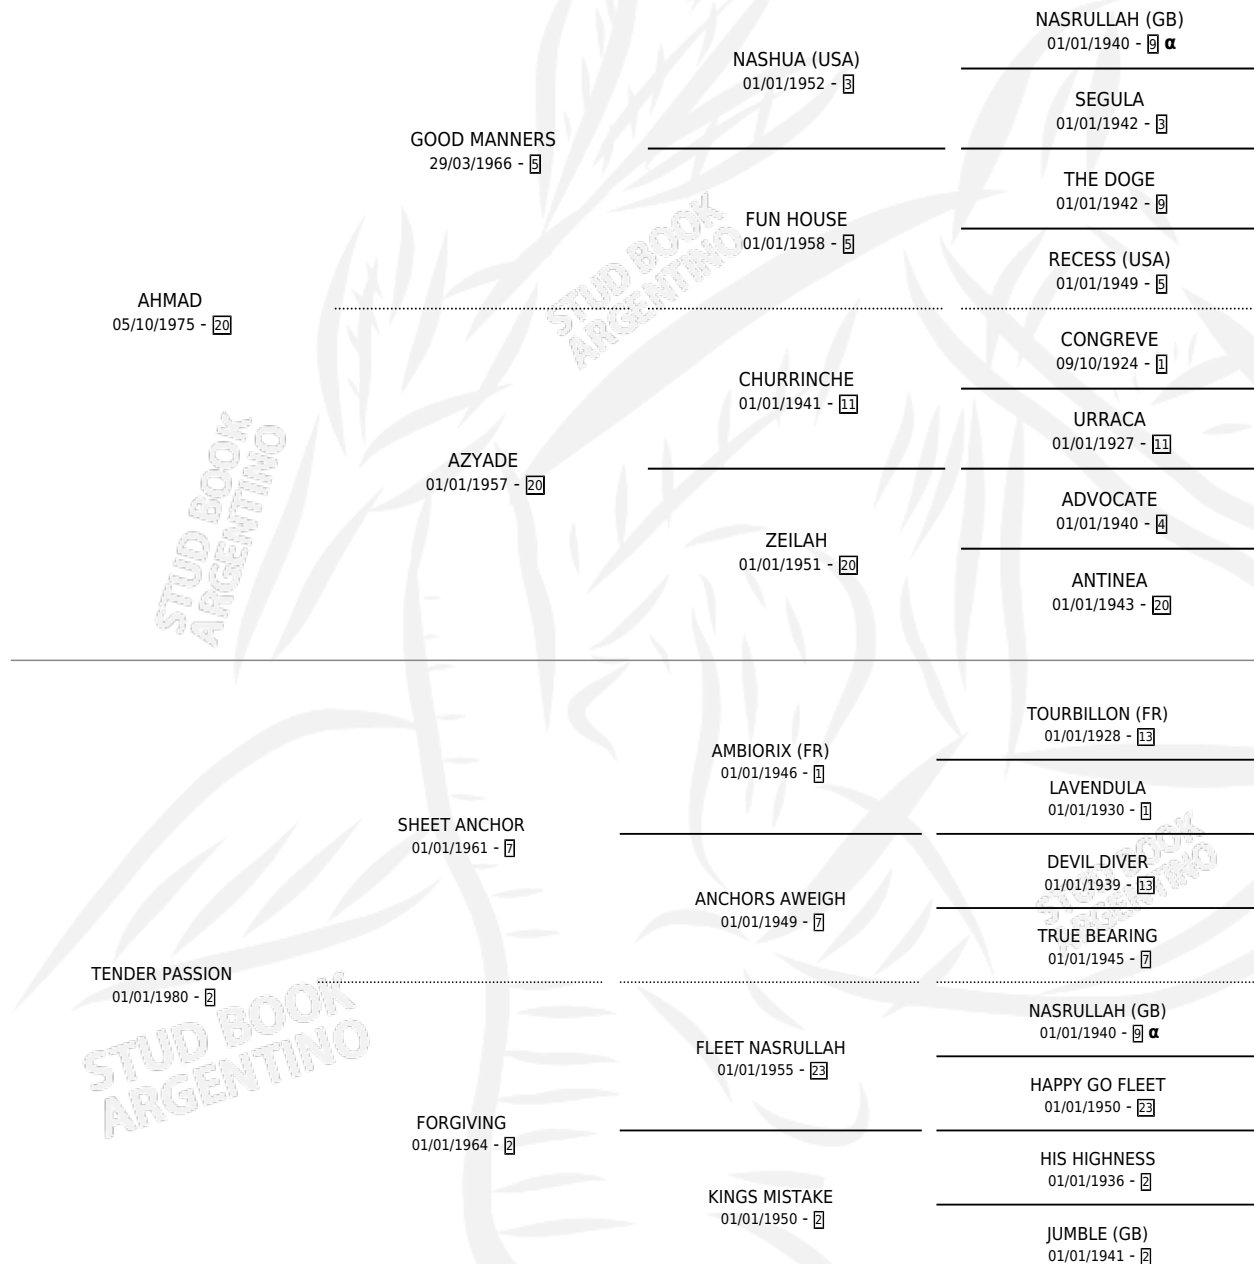 NASRULLAH (GB)
01/01/1940 - 9 α
NASHUA (USA)
01/01/1952 - 3
SEGULA
01/01/1942 - 3
GOOD MANNERS
29/03/1966 - 5
THE DOGE
01/01/1942 - 9
FUN HOUSE
01/01/1958 - 5
RECESS (USA)
01/01/1949 - 5
AHMAD
05/10/1975 - 20
CONGREVE
09/10/1924 - 1
CHURRINCHE
01/01/1941 - 11
URRACA
01/01/1927 - 11
AZYADE
01/01/1957 - 20
ADVOCATE
01/01/1940 - 4
ZEILAH
01/01/1951 - 20
ANTINEA
01/01/1943 - 20
TOURBILLON (FR)
01/01/1928 - 13
AMBIORIX (FR)
01/01/1946 - 1
LAVENDULA
01/01/1930 - 1
SHEET ANCHOR
01/01/1961 - 7
DEVIL DIVER
01/01/1939 - 13
ANCHORS AWEIGH
01/01/1949 - 7
TRUE BEARING
01/01/1945 - 7
TENDER PASSION
01/01/1980 - 2
NASRULLAH (GB)
01/01/1940 - 9 α
FLEET NASRULLAH
01/01/1955 - 23
HAPPY GO FLEET
01/01/1950 - 23
FORGIVING
01/01/1964 - 2
HIS HIGHNESS
01/01/1936 - 2
KINGS MISTAKE
01/01/1950 - 2
JUMBLE (GB)
01/01/1941 - 2
STUD BOOK
ARGENTINO
STUD BOOK
ARGENTINO
STUD BOOK
ARGENTINO
STUD BOOK
ARGENTINO